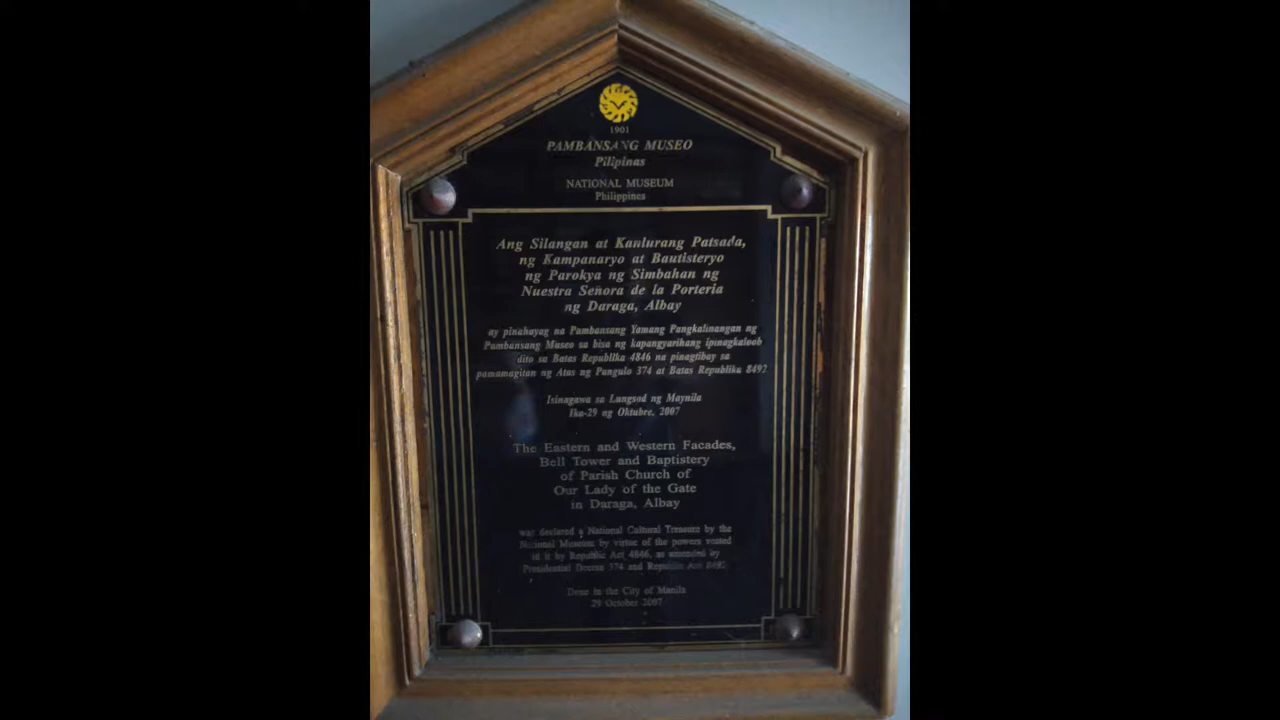 1901
PAMBANSANG MUSEO
Pilipinas
NATIONAL MUSEUM
Philippines
Ang Silangan at Kanlurang Patsada,
ng Kampanaryo at Bautisteryo
ng Parokya ng Simbahan ng
Nuestra Señora de la Porteria
ng Daraga, Albay
ay pinahayag na Pambansang Yamang Pangkalinangan ng
Pambansang Museo sa bisa ng kapangyarihang ipinagkaloob
dito sa Batas Republika 4846 na pinagtibay sa
pamamagitan ng Atas ng Pangulo 374 at Batas Republika 8492
Isinagawa sa Lungsod ng Maynila
Ika-29 ng Oktubre, 2007
The Eastern and Western Facades,
Bell Tower and Baptistery
of Parish Church of
Our Lady of the Gate
in Daraga, Albay
was declared a National Cultural Treasure by the
National Museum by virtue of the powers vested
in it by Republic Act 4846, as amended by
Presidential Decree 374 and Republic Act 8492
Done in the City of Manila
29 October 2007